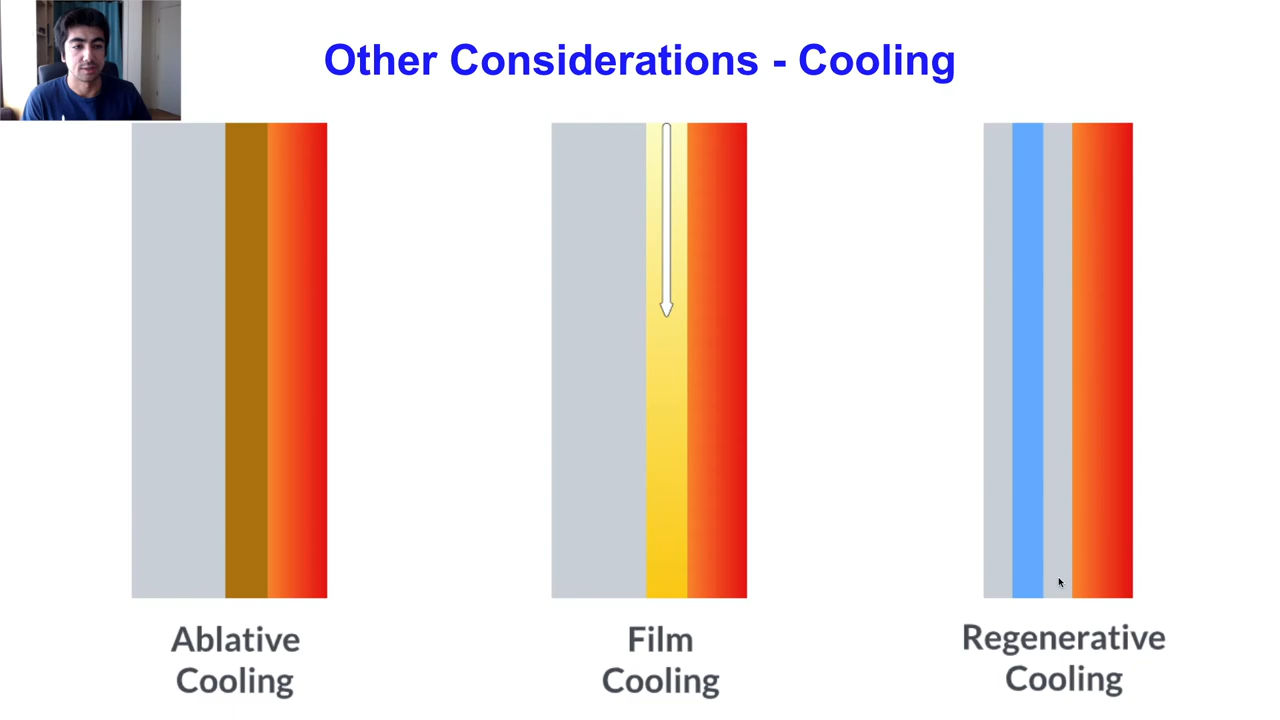 Other Considerations - Cooling
Ablative
Cooling
Film
Cooling
Regenerative
Cooling